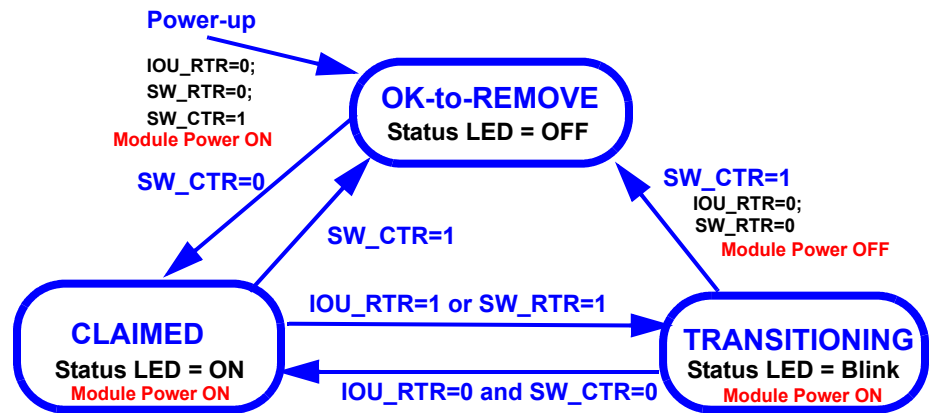 Power-up
IOU_RTR=0;
SW_RTR=0;
SW_CTR=1
Module Power ON
OK-to-REMOVE
Status LED = OFF
SW_CTR=0
SW_CTR=1
SW_CTR=1
IOU_RTR=0;
SW_RTR=0
Module Power OFF
IOU_RTR=1 or SW_RTR=1
CLAIMED
Status LED = ON
Module Power ON
TRANSITIONING
Status LED = Blink
Module Power ON
IOU_RTR=0 and SW_CTR=0